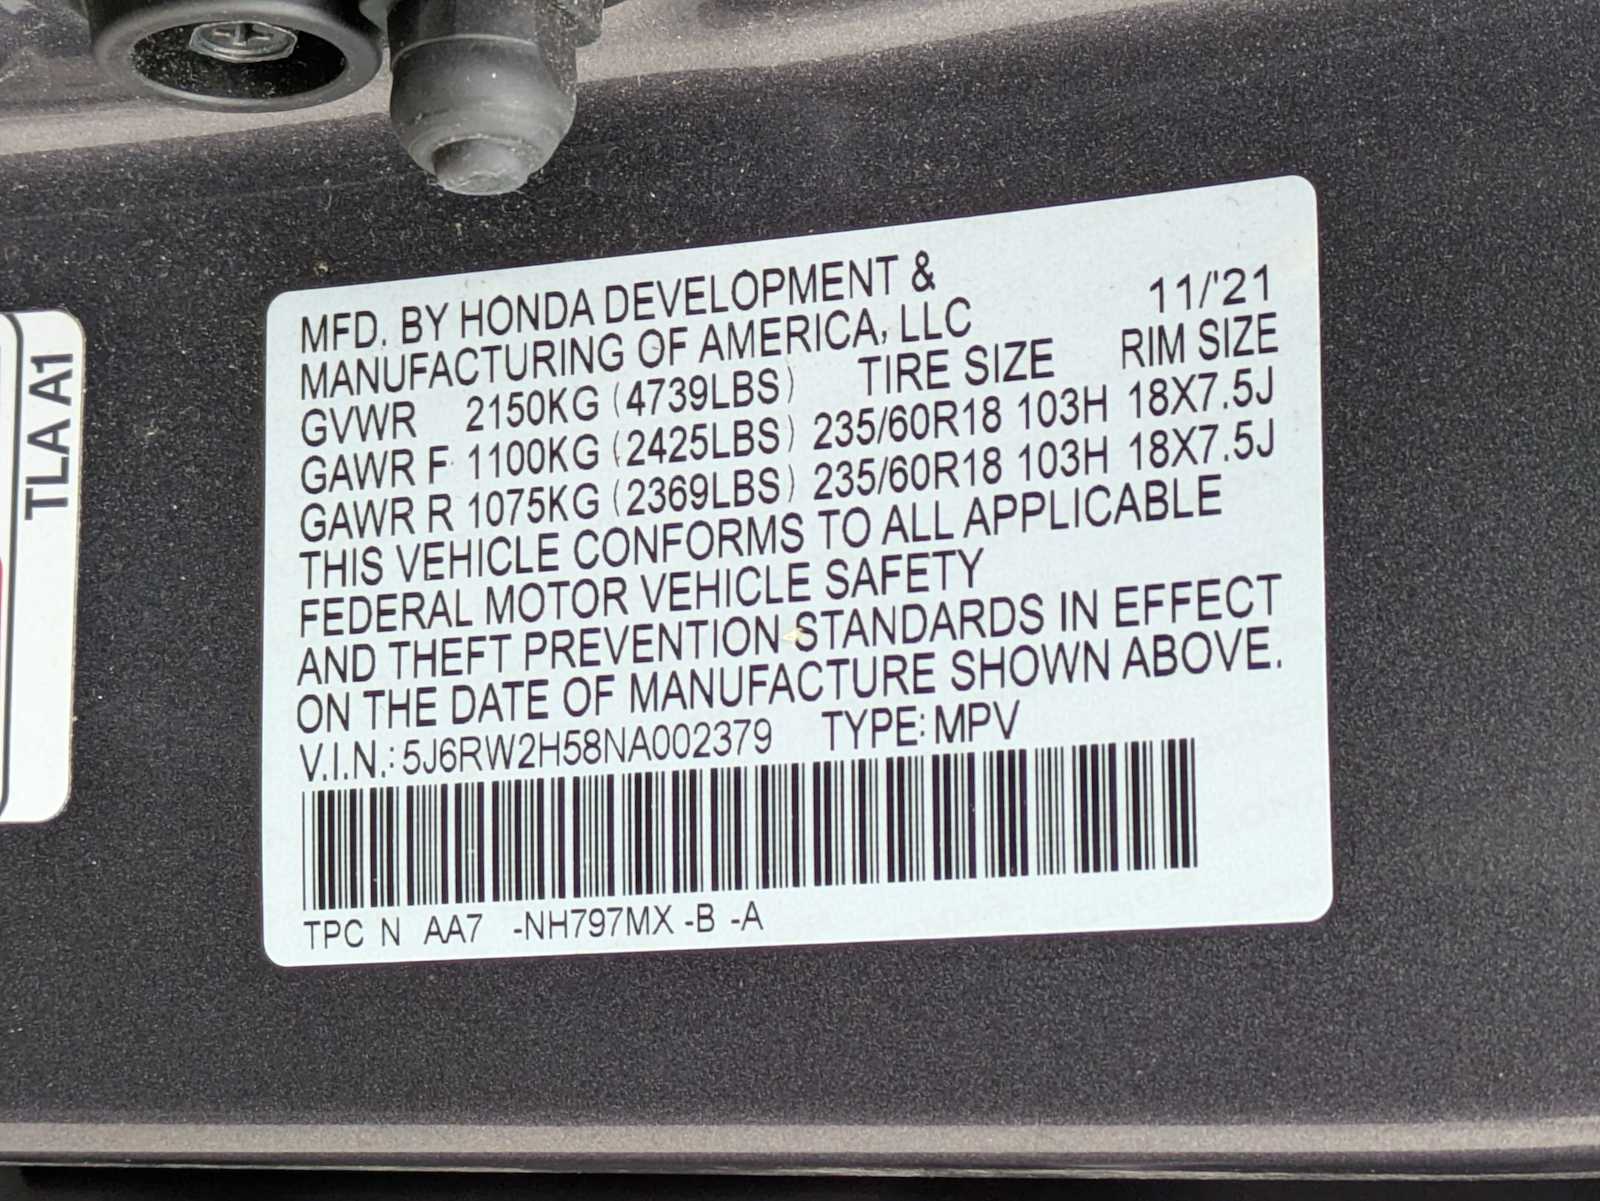 MFD. BY HONDA DEVELOPMENT &
MANUFACTURING OF AMERICA, LLC 11/'21
GVWR 2150KG (4739LBS) TIRE SIZE RIM SIZE
GAWR F 1100KG (2425LBS) 235/60R18 103H 18X7.5J
GAWR R 1075KG (2369LBS) 235/60R18 103H 18X7.5J
THIS VEHICLE CONFORMS TO ALL APPLICABLE
FEDERAL MOTOR VEHICLE SAFETY
AND THEFT PREVENTION STANDARDS IN EFFECT
ON THE DATE OF MANUFACTURE SHOWN ABOVE.
V.I.N.: 5J6RW2H58NA002379 TYPE: MPV
TPC N AA7 -NH797MX -B -A
TLA A1